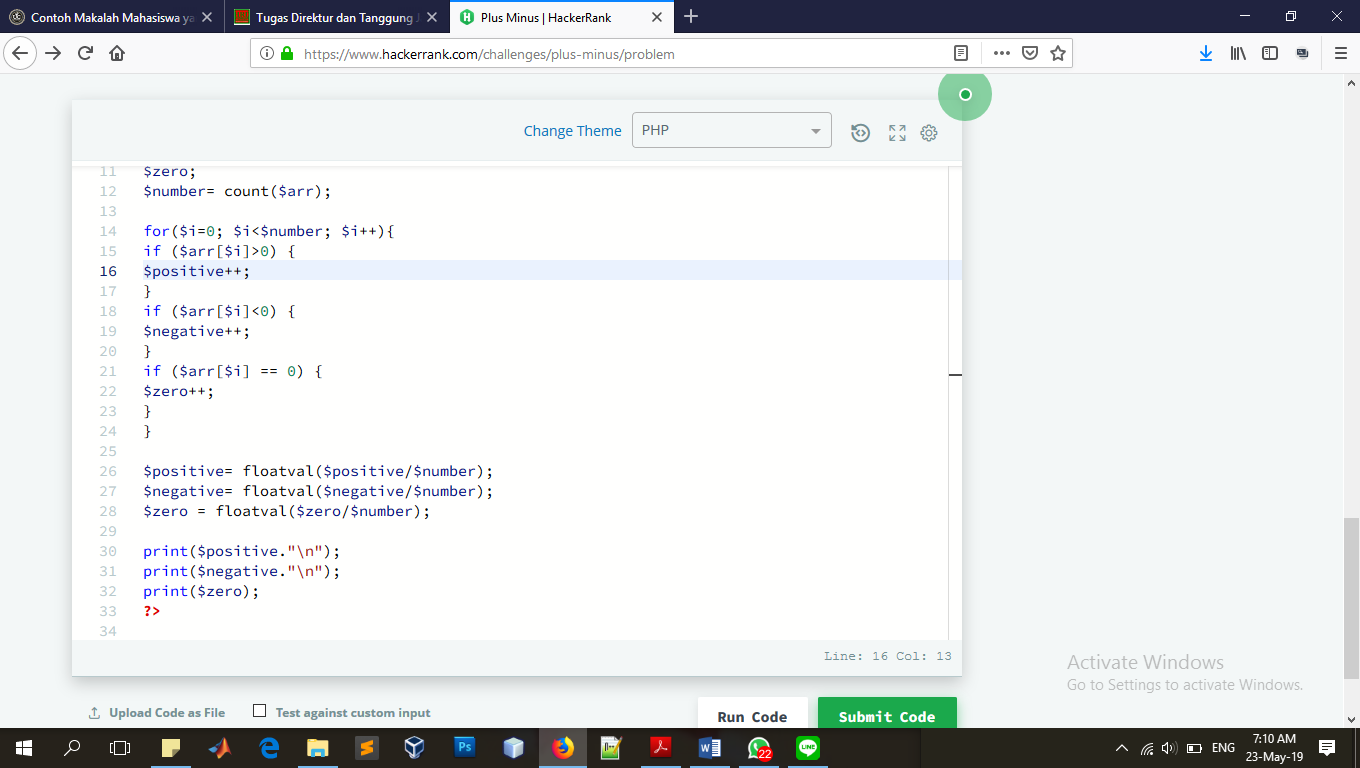 Contoh Makalah Mahasiswa ya
Tugas Direktur dan Tanggung J
Plus Minus | HackerRank
https://www.hackerrank.com/challenges/plus-minus/problem
Change Theme
PHP
11 $zero;
12 $number= count($arr);
13
14 for($i=0; $i<$number; $i++){
15 if ($arr[$i]>0) {
16 $positive++;
17 }
18 if ($arr[$i]<0) {
19 $negative++;
20 }
21 if ($arr[$i] == 0) {
22 $zero++;
23 }
24 }
25
26 $positive= floatval($positive/$number);
27 $negative= floatval($negative/$number);
28 $zero = floatval($zero/$number);
29
30 print($positive."\n");
31 print($negative."\n");
32 print($zero);
33 ?>
34
Line: 16 Col: 13
Activate Windows
Go to Settings to activate Windows.
Upload Code as File
Test against custom input
Run Code
Submit Code
Ps
22
LINE
ENG
7:10 AM
23-May-19